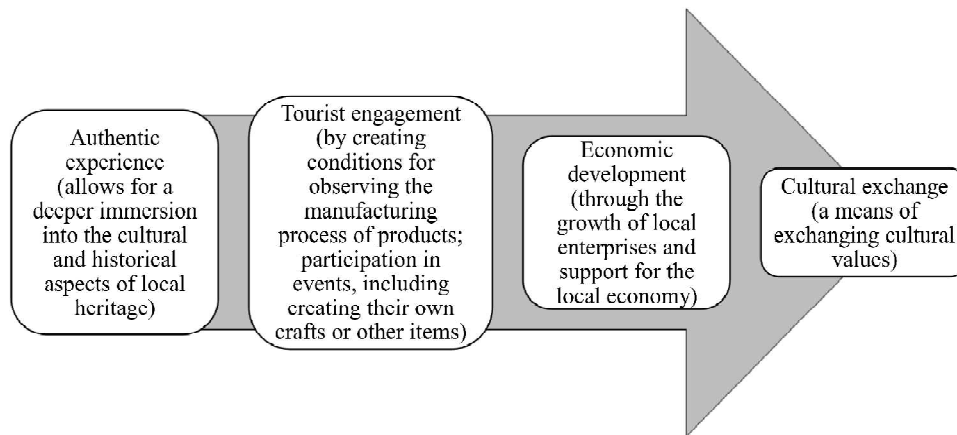 Authentic
experience
(allows for a
deeper immersion
into the cultural
and historical
aspects of local
heritage)
Tourist engagement
(by creating
conditions for
observing the
manufacturing
process of products;
participation in
events, including
creating their own
crafts or other items)
Economic
development
(through the
growth of local
enterprises and
support for the
local economy)
Cultural exchange
(a means of
exchanging cultural
values)